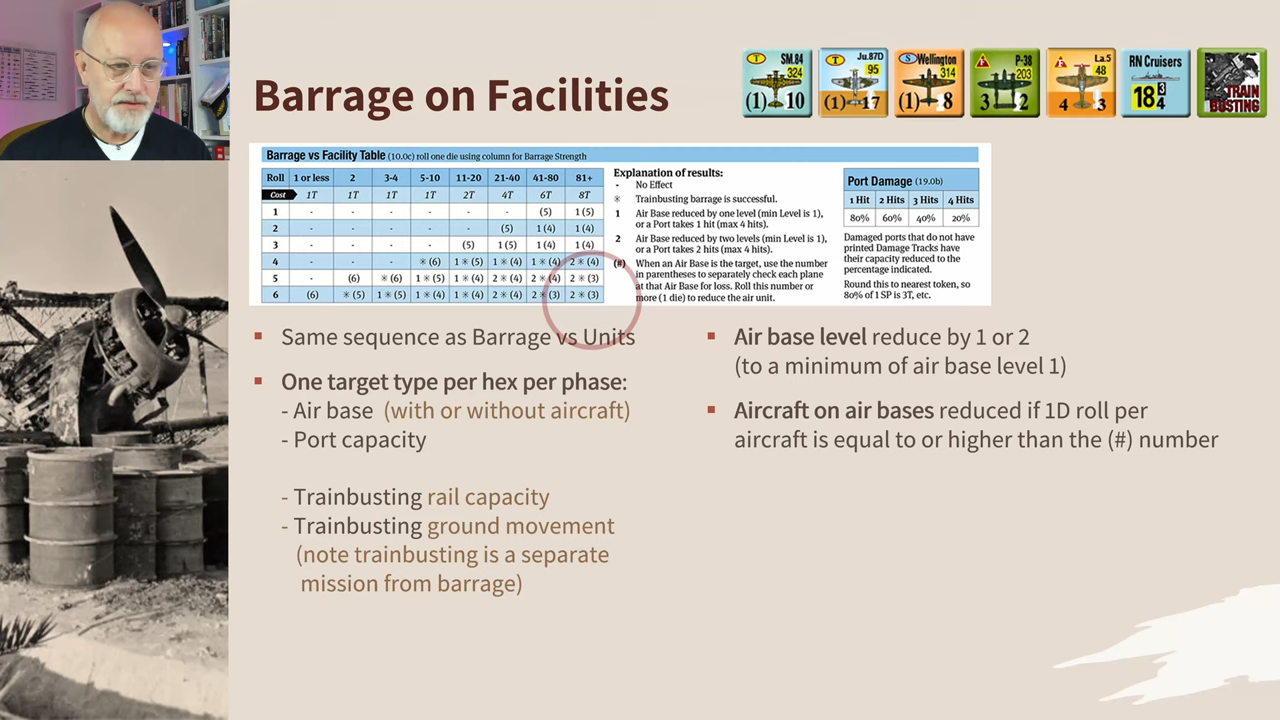 Barrage on Facilities
SM.84
324
(1) 10
Ju.87D
95
(1) 17
Wellington
314
(1) 8
P-38
203
3 2
La.5
48
4 3
RN Cruisers
18 3 4
TRAIN
BUSTING
Barrage vs Facility Table (10.0c) roll one die using column for Barrage Strength
Roll 1 or less 2 3-4 5-10 11-20 21-40 41-80 81+
Cost 1T 1T 1T 1T 2T 4T 6T 8T
1 - - - - - - (5) 1 (5)
2 - - - - - (5) 1 (4) 1 (4)
3 - - - - (5) 1 (5) 1 (4) 1 (4)
4 - - - ✳ (6) 1 ✳ (5) 1 ✳ (4) 1 ✳ (4) 2 ✳ (4)
5 - (6) ✳ (6) 1 ✳ (5) 1 ✳ (4) 2 ✳ (4) 2 ✳ (4) 2 ✳ (3)
6 (6) ✳ (5) 1 ✳ (5) 1 ✳ (4) 1 ✳ (4) 2 ✳ (4) 2 ✳ (3) 2 ✳ (3)
Explanation of results:
- No Effect
✳ Trainbusting barrage is successful.
1 Air Base reduced by one level (min Level is 1),
or a Port takes 1 hit (max 4 hits).
2 Air Base reduced by two levels (min Level is 1),
or a Port takes 2 hits (max 4 hits).
(#) When an Air Base is the target, use the number
in parentheses to separately check each plane
at that Air Base for loss. Roll this number or
more (1 die) to reduce the air unit.
Port Damage (19.0b)
1 Hit 2 Hits 3 Hits 4 Hits
80% 60% 40% 20%
Damaged ports that do not have
printed Damage Tracks have
their capacity reduced to the
percentage indicated.
Round this to nearest token, so
80% of 1 SP is 3T, etc.
▪ Same sequence as Barrage vs Units
▪ One target type per hex per phase:
- Air base (with or without aircraft)
- Port capacity
- Trainbusting rail capacity
- Trainbusting ground movement
(note trainbusting is a separate
mission from barrage)
▪ Air base level reduce by 1 or 2
(to a minimum of air base level 1)
▪ Aircraft on air bases reduced if 1D roll per
aircraft is equal to or higher than the (#) number